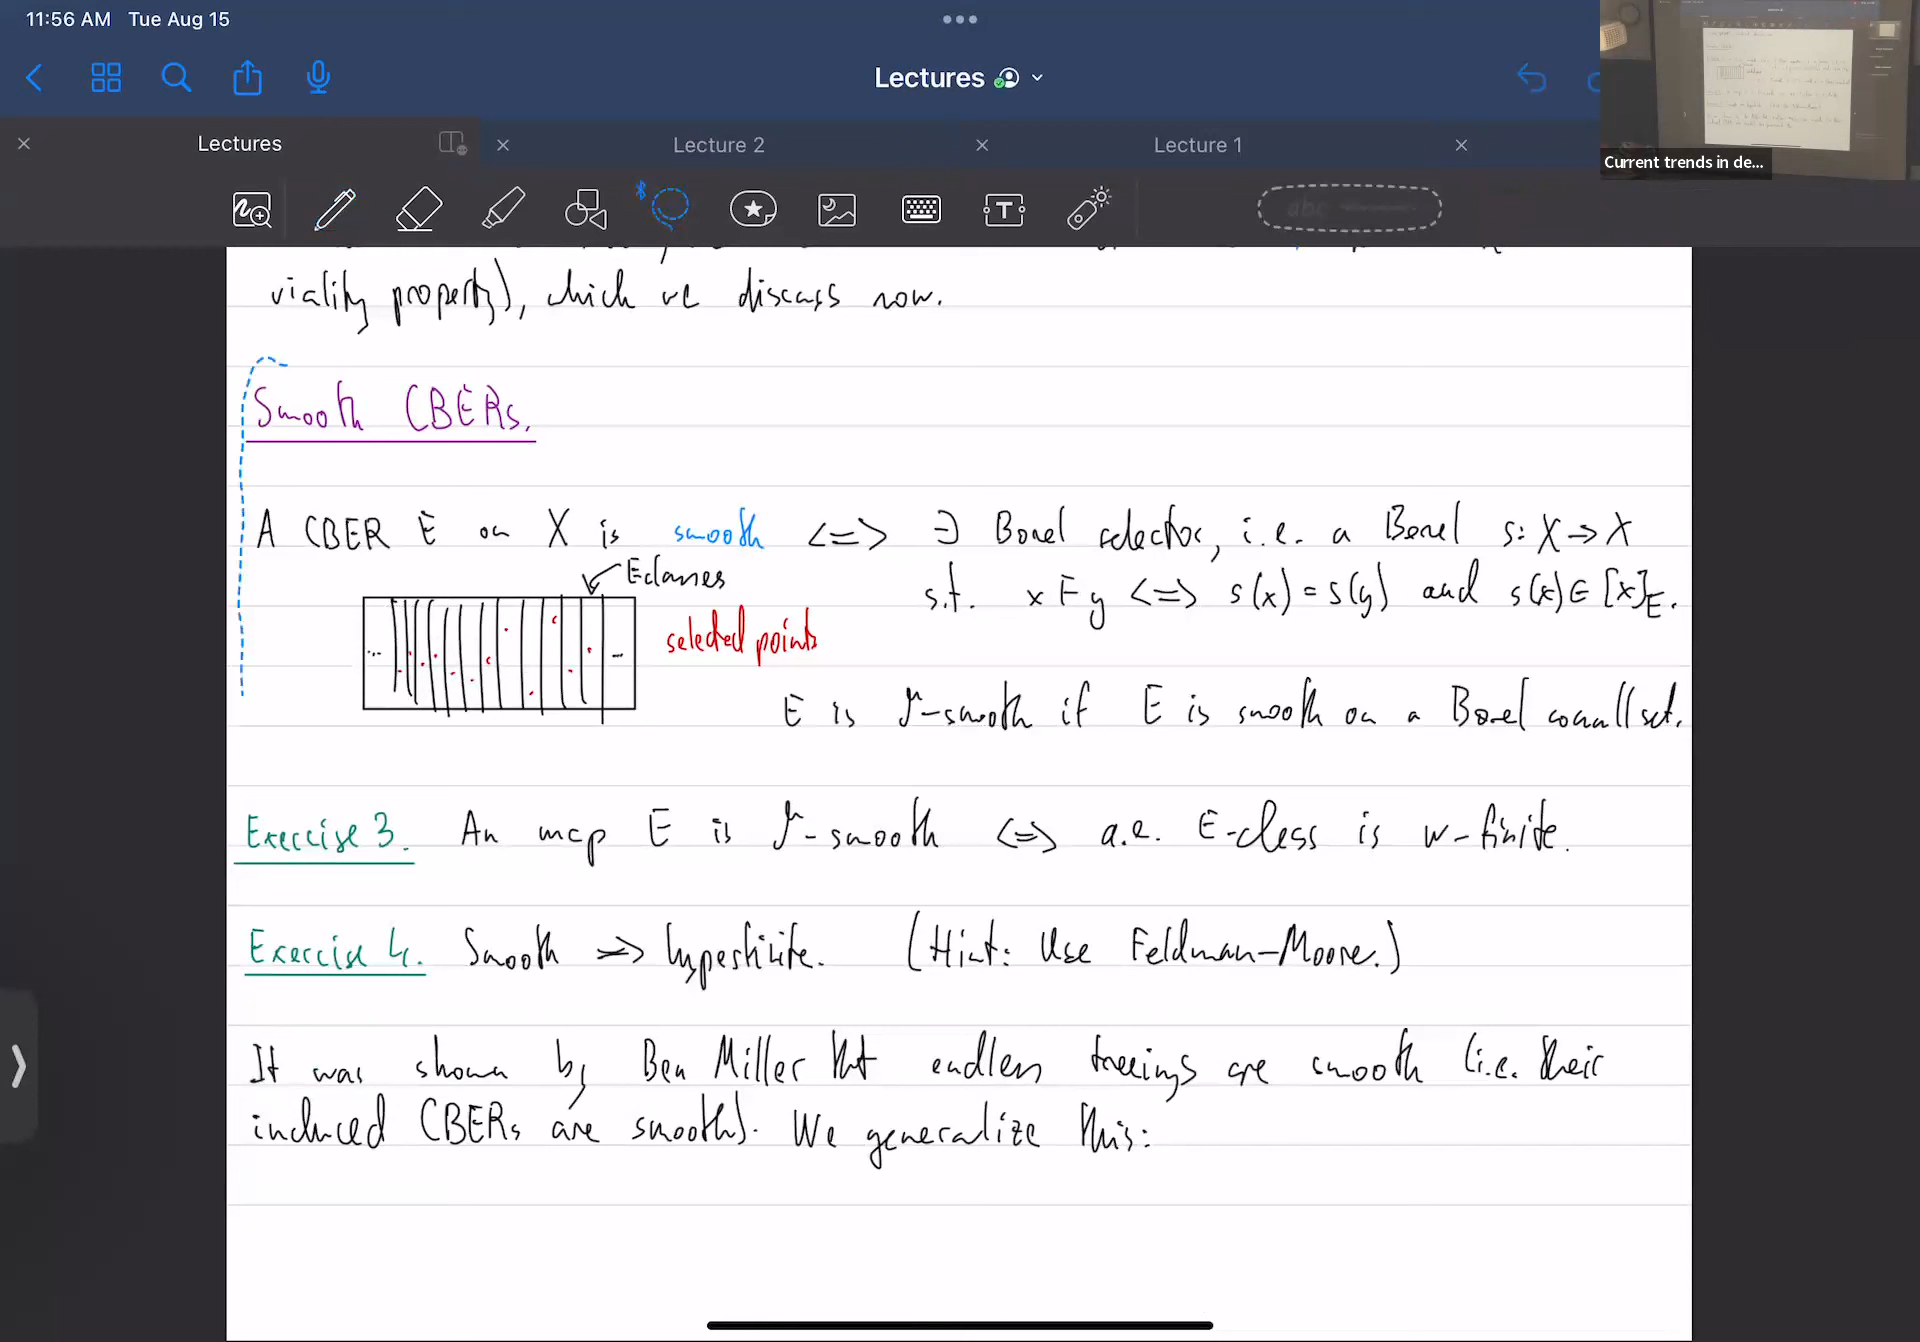 11:56 AM Tue Aug 15
Lectures
Lectures
Lecture 2
Lecture 1
Current trends in de...
viality property), which we discuss now.
Smooth CBERs.
A CBER E on X is smooth <=> ∃ Borel selector, i.e. a Borel s: X → X
s.t. x E y <=> s(x) = s(y) and s(x) ∈ [x]_E.
E-classes
selected points
E is μ-smooth if E is smooth on a Borel conull set.
Exercise 3. An mcp E is μ-smooth <=> a.e. E-class is w-finite.
Exercise 4. Smooth => hyperfinite. (Hint: Use Feldman-Moore.)
It was shown by Ben Miller that endless treeings are smooth (i.e. their
induced CBERs are smooth). We generalize this: